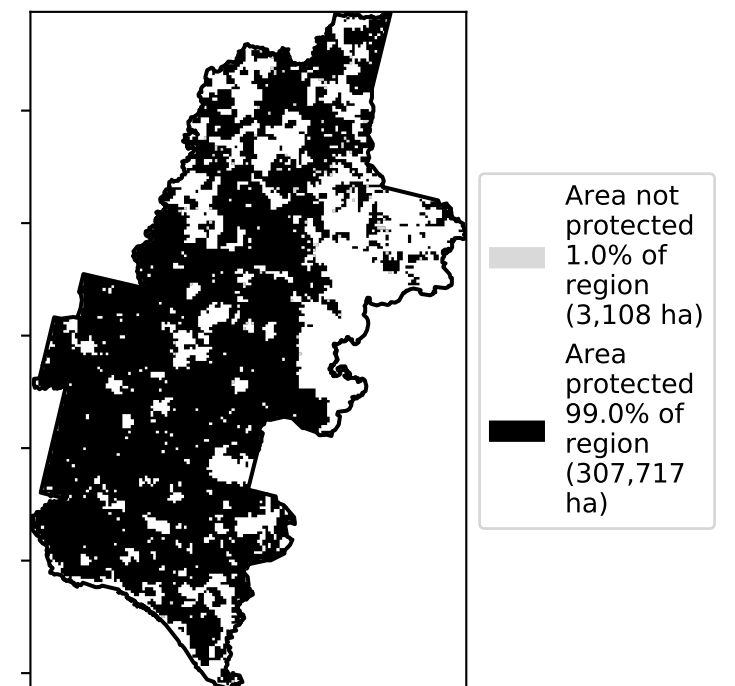 Area not
protected
1.0% of
region
(3,108 ha)
Area
protected
99.0% of
region
(307,717
ha)